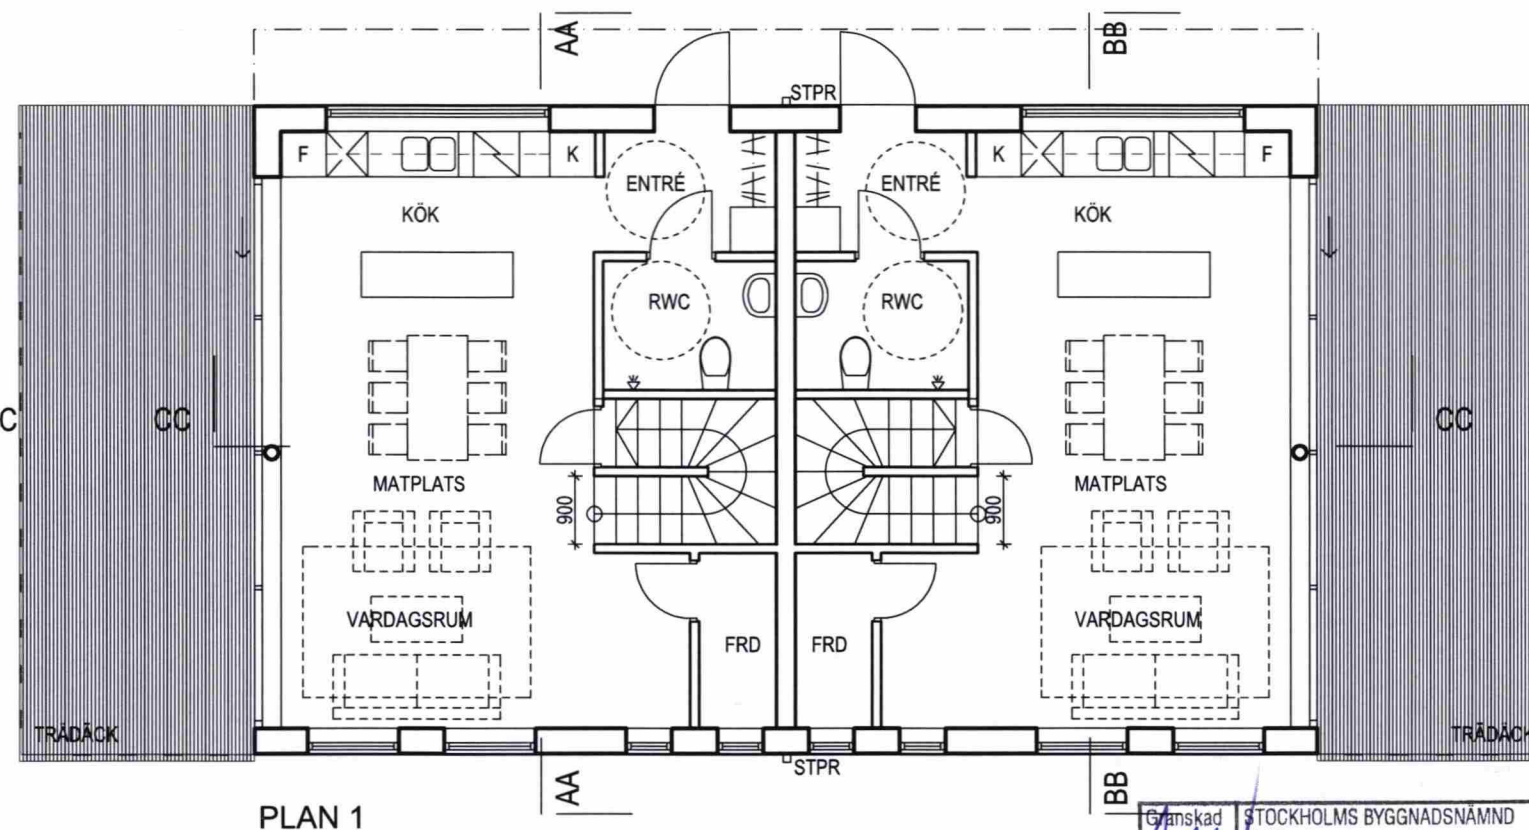 AA
BB
STPR
F
K
K
F
ENTRÉ
ENTRÉ
KÖK
KÖK
RWC
RWC
C
CC
CC
MATPLATS
MATPLATS
900
900
VARDAGSRUM
VARDAGSRUM
FRD
FRD
TRÄDÄCK
TRÄDÄCK
STPR
AA
BB
PLAN 1
Granskad
STOCKHOLMS BYGGNADSNÄMND